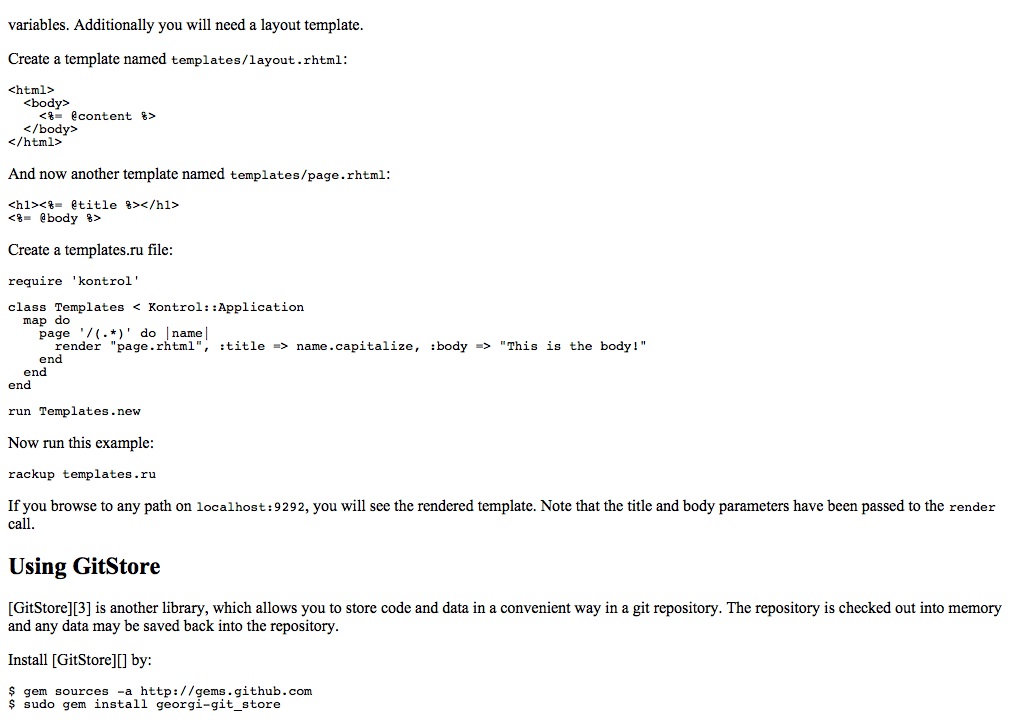 variables. Additionally you will need a layout template.
Create a template named templates/layout.rhtml:
<html>
  <body>
    <%= @content %>
  </body>
</html>
And now another template named templates/page.rhtml:
<h1><%= @title %></h1>
<%= @body %>
Create a templates.ru file:
require 'kontrol'
class Templates < Kontrol::Application
  map do
    page '/(.*)' do |name|
      render "page.rhtml", :title => name.capitalize, :body => "This is the body!"
    end
  end
end
run Templates.new
Now run this example:
rackup templates.ru
If you browse to any path on localhost:9292, you will see the rendered template. Note that the title and body parameters have been passed to the render
call.
Using GitStore
[GitStore][3] is another library, which allows you to store code and data in a convenient way in a git repository. The repository is checked out into memory
and any data may be saved back into the repository.
Install [GitStore][] by:
$ gem sources -a http://gems.github.com
$ sudo gem install georgi-git_store